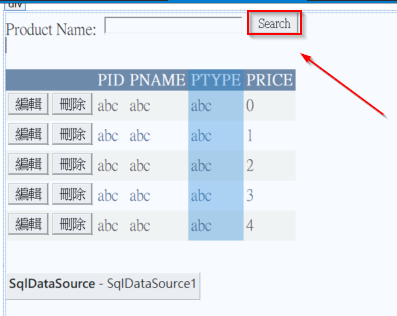 div
Product Name: Search
PID PNAME PTYPE PRICE
編輯 刪除 abc abc abc 0
編輯 刪除 abc abc abc 1
編輯 刪除 abc abc abc 2
編輯 刪除 abc abc abc 3
編輯 刪除 abc abc abc 4
SqlDataSource - SqlDataSource1